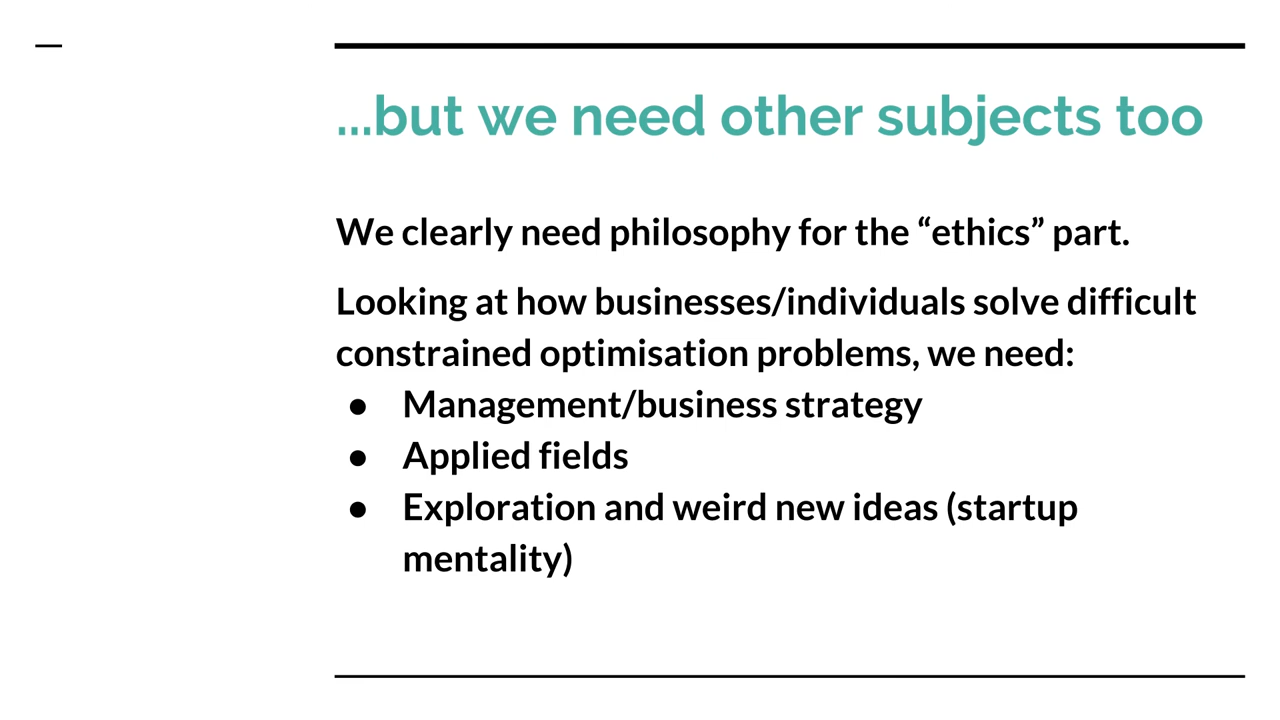 ...but we need other subjects too
We clearly need philosophy for the “ethics” part.
Looking at how businesses/individuals solve difficult
constrained optimisation problems, we need:
● Management/business strategy
● Applied fields
● Exploration and weird new ideas (startup
mentality)